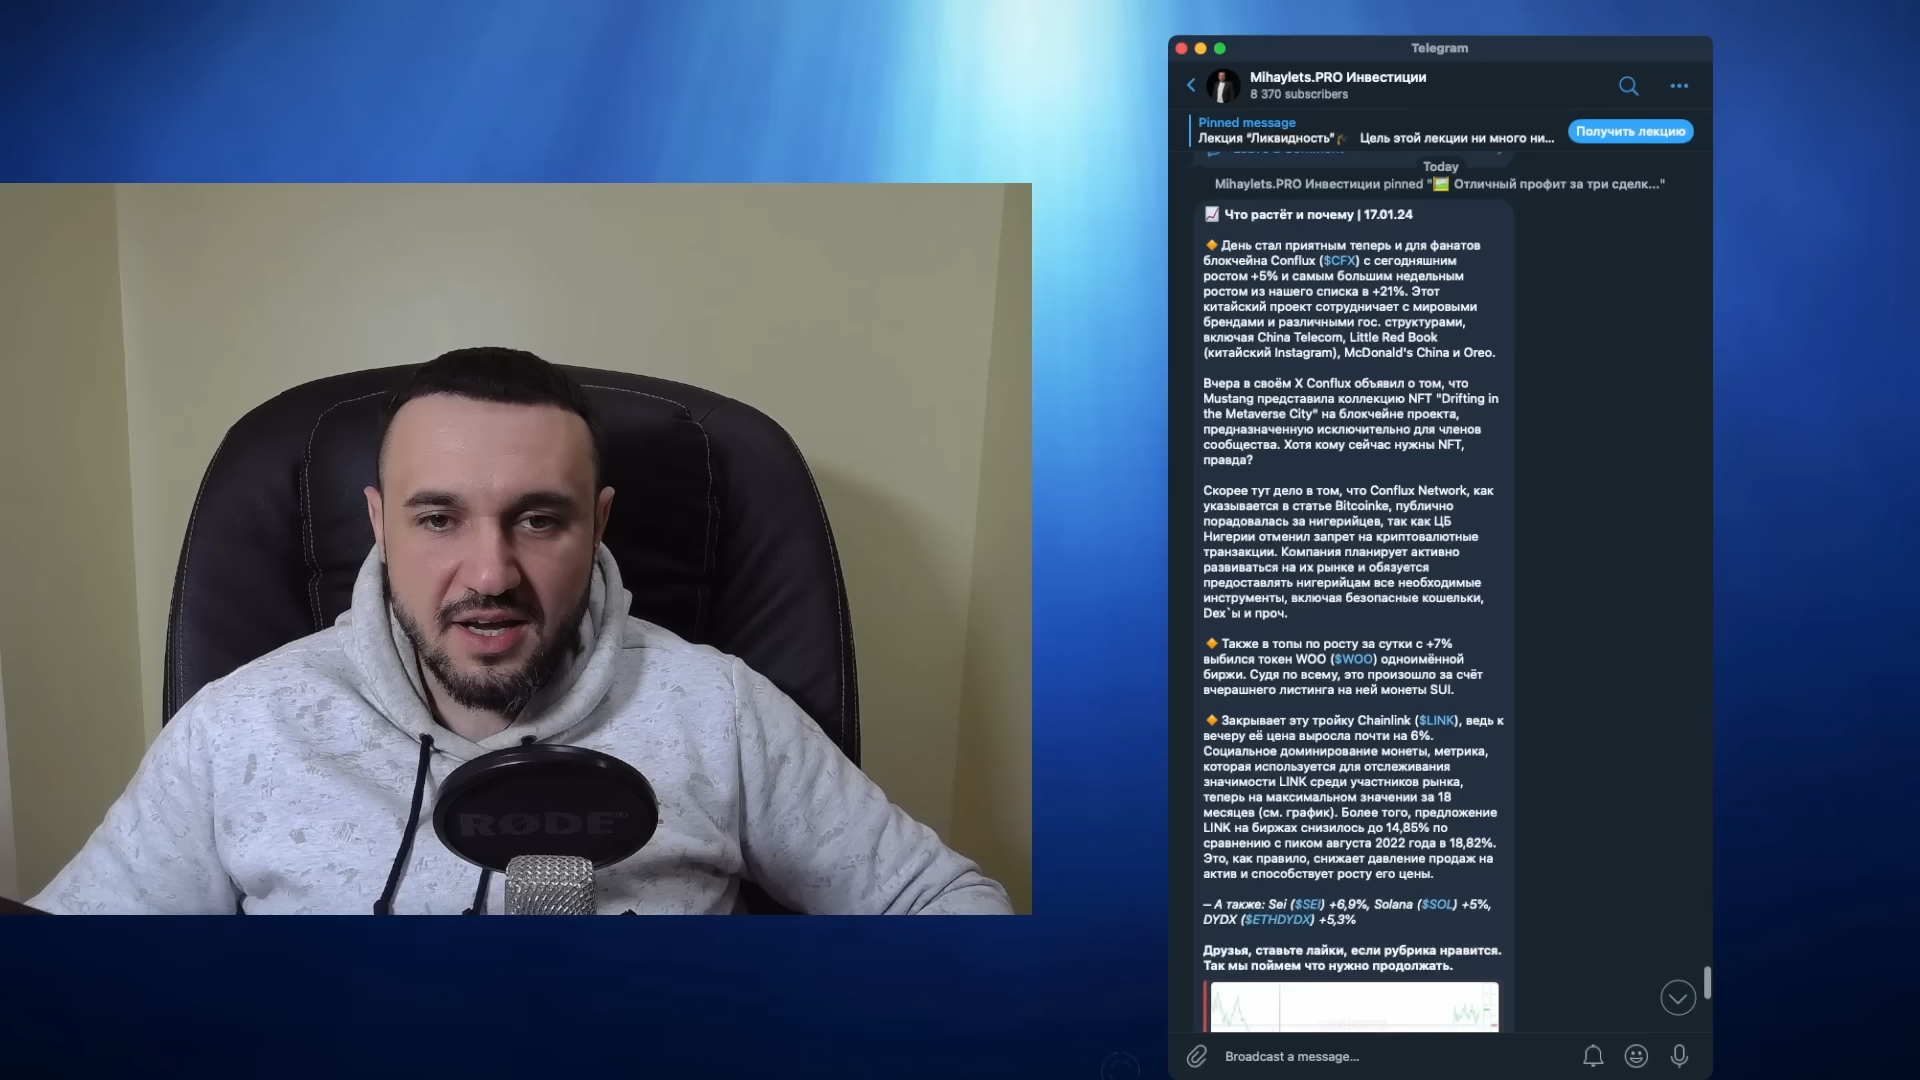 Telegram
Mihaylets.PRO Инвестиции
8 370 subscribers
Pinned message
Лекция "Ликвидность"🎓 Цель этой лекции ни много ни...
Получить лекцию
Today
Mihaylets.PRO Инвестиции pinned "🖼 Отличный профит за три сделк..."
📈 Что растёт и почему | 17.01.24
🔸 День стал приятным теперь и для фанатов
блокчейна Conflux ($CFX) с сегодняшним
ростом +5% и самым большим недельным
ростом из нашего списка в +21%. Этот
китайский проект сотрудничает с мировыми
брендами и различными гос. структурами,
включая China Telecom, Little Red Book
(китайский Instagram), McDonald's China и Oreo.
Вчера в своём X Conflux объявил о том, что
Mustang представила коллекцию NFT "Drifting in
the Metaverse City" на блокчейне проекта,
предназначенную исключительно для членов
сообщества. Хотя кому сейчас нужны NFT,
правда?
Скорее тут дело в том, что Conflux Network, как
указывается в статье Bitcoinke, публично
порадовалась за нигерийцев, так как ЦБ
Нигерии отменил запрет на криптовалютные
транзакции. Компания планирует активно
развиваться на их рынке и обязуется
предоставлять нигерийцам все необходимые
инструменты, включая безопасные кошельки,
Dex`ы и проч.
🔸 Также в топы по росту за сутки с +7%
выбился токен WOO ($WOO) одноимённой
биржи. Судя по всему, это произошло за счёт
вчерашнего листинга на ней монеты SUI.
🔸 Закрывает эту тройку Chainlink ($LINK), ведь к
вечеру её цена выросла почти на 6%.
Социальное доминирование монеты, метрика,
которая используется для отслеживания
значимости LINK среди участников рынка,
теперь на максимальном значении за 18
месяцев (см. график). Более того, предложение
LINK на биржах снизилось до 14,85% по
сравнению с пиком августа 2022 года в 18,82%.
Это, как правило, снижает давление продаж на
актив и способствует росту его цены.
– А также: Sei ($SEI) +6,9%, Solana ($SOL) +5%,
DYDX ($ETHDYDX) +5,3%
Друзья, ставьте лайки, если рубрика нравится.
Так мы поймем что нужно продолжать.
Broadcast a message...
RØDE